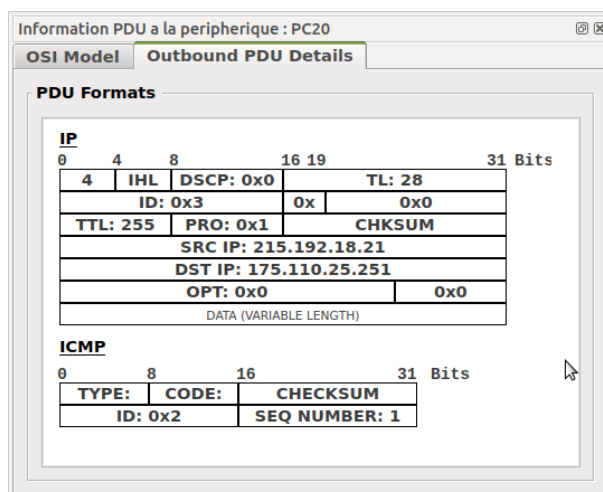 Information PDU a la peripherique : PC20
OSI Model Outbound PDU Details
PDU Formats
IP
0 4 8 16 19 31 Bits
4 IHL DSCP: 0x0 TL: 28
ID: 0x3 0x 0x0
TTL: 255 PRO: 0x1 CHKSUM
SRC IP: 215.192.18.21
DST IP: 175.110.25.251
OPT: 0x0 0x0
DATA (VARIABLE LENGTH)
ICMP
0 8 16 31 Bits
TYPE: CODE: CHECKSUM
ID: 0x2 SEQ NUMBER: 1